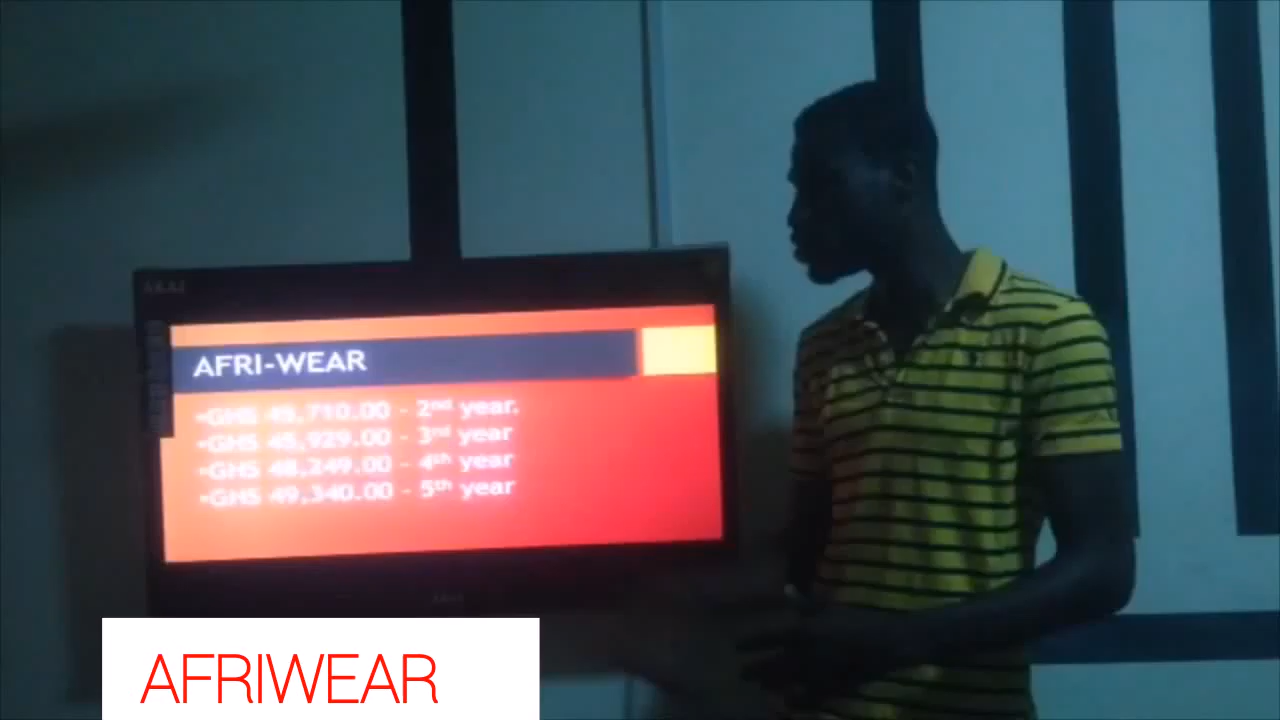 AKAI
AFRI-WEAR
•GHS 45,710.00 - 2nd year.
•GHS 45,929.00 - 3rd year
•GHS 48,249.00 - 4th year
•GHS 49,340.00 - 5th year
AFRIWEAR